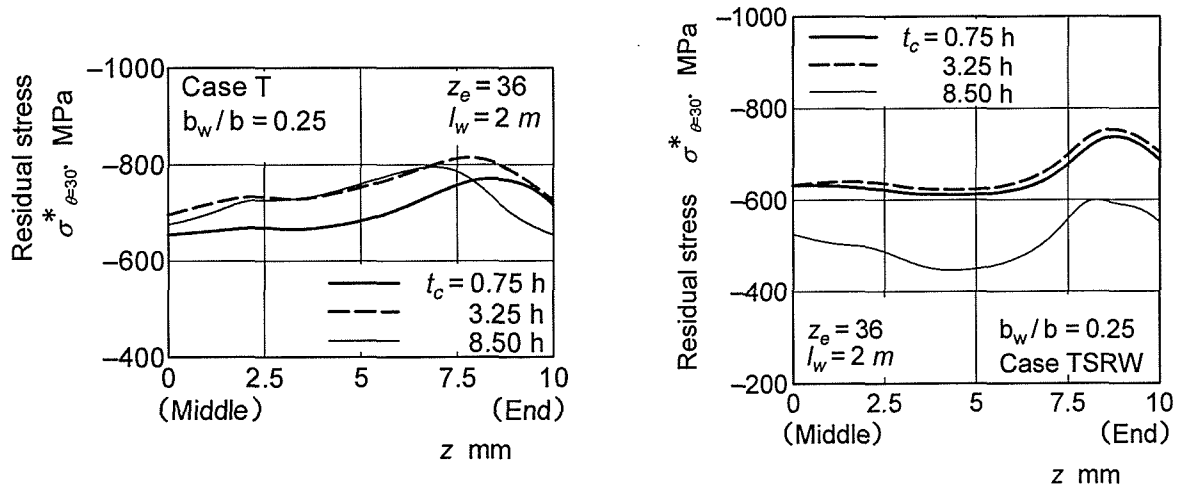 Residual stress
σ*θ=30° MPa
–1000
–800
–600
–400
Case T
b_w / b = 0.25
z_e = 36
l_w = 2 m
t_c = 0.75 h
3.25 h
8.50 h
0
2.5
5
7.5
10
(Middle)
(End)
z mm
Residual stress σ*θ=30° MPa
–1000
–800
–600
–400
–200
t_c = 0.75 h
3.25 h
8.50 h
z_e = 36
l_w = 2 m
b_w / b = 0.25
Case TSRW
0
2.5
5
7.5
10
(Middle)
(End)
z mm